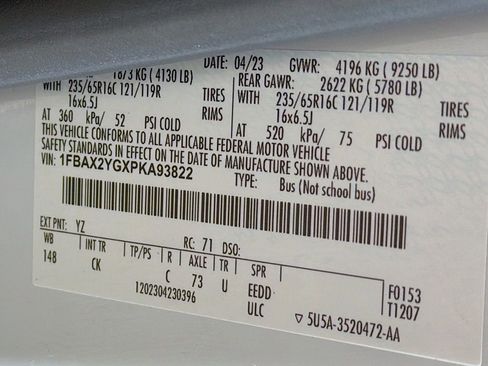 DATE: 04/23 GVWR: 4196 KG ( 9250 LB)
1873 KG ( 4130 LB) REAR GAWR: 2622 KG ( 5780 LB)
WITH 235/65R16C 121/119R TIRES WITH 235/65R16C 121/119R TIRES
16x6.5J RIMS 16x6.5J RIMS
AT 360 kPa/ 52 PSI COLD AT 520 kPa/ 75 PSI COLD
THIS VEHICLE CONFORMS TO ALL APPLICABLE FEDERAL MOTOR VEHICLE
SAFETY STANDARDS IN EFFECT ON THE DATE OF MANUFACTURE SHOWN ABOVE.
VIN: 1FBAX2YGXPKA93822
TYPE: Bus (Not school bus)
EXT PNT: YZ RC: 71 DSO:
WB INT TR TP/PS R AXLE TR SPR
148 CK C 73 U EEDD F0153
1202304230396 ULC T1207
▽ 5U5A-3520472-AA